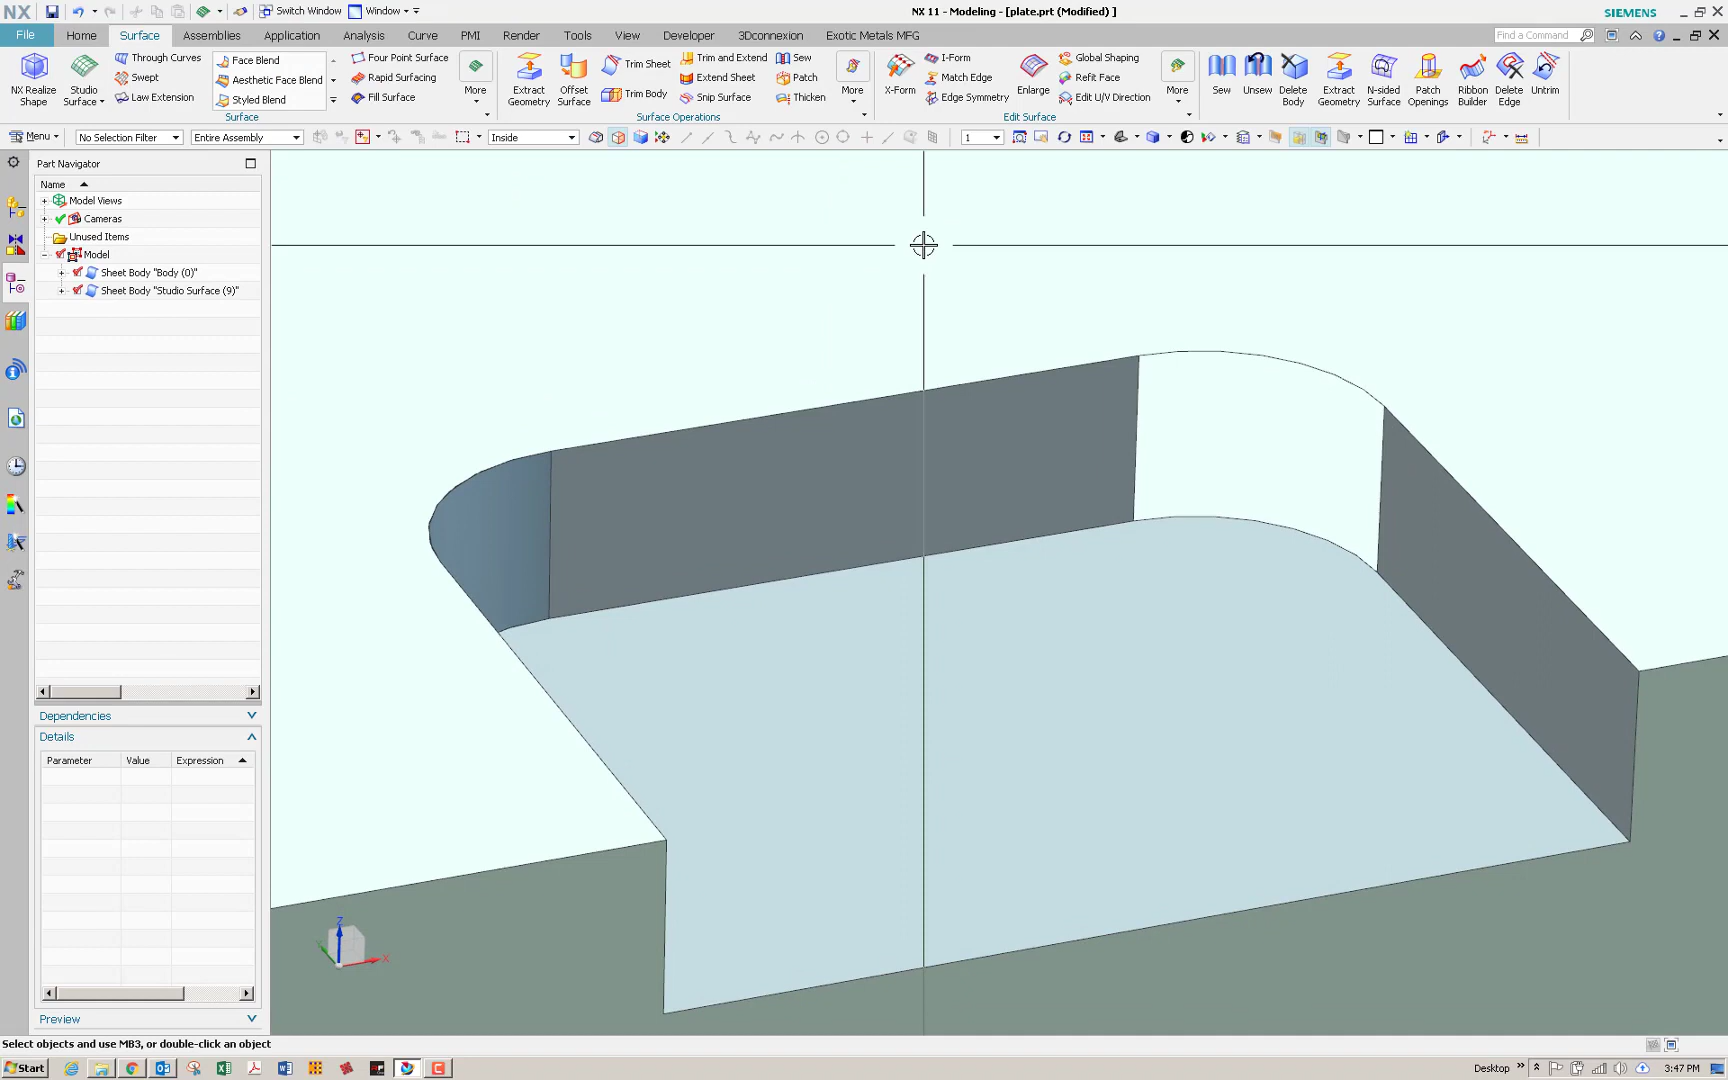 NX Switch Window Window NX 11 - Modeling - [plate.prt (Modified) ] SIEMENS
File Home Surface Assemblies Application Analysis Curve PMI Render Tools View Developer 3Dconnexion Exotic Metals MFG Find a Command
NX Realize Shape
Studio Surface
Through Curves
Swept
Law Extension
Face Blend
Aesthetic Face Blend
Styled Blend
Four Point Surface
Rapid Surfacing
Fill Surface
More
Surface
Extract Geometry
Offset Surface
Trim Sheet
Trim Body
Trim and Extend
Extend Sheet
Snip Surface
Sew
Patch
Thicken
More
Surface Operations
X-Form
I-Form
Match Edge
Edge Symmetry
Enlarge
Global Shaping
Refit Face
Edit U/V Direction
More
Edit Surface
Sew
Unsew
Delete Body
Extract Geometry
N-sided Surface
Patch Openings
Ribbon Builder
Delete Edge
Untrim
Menu No Selection Filter Entire Assembly Inside 1
Part Navigator
Name
Model Views
Cameras
Unused Items
Model
Sheet Body "Body (0)"
Sheet Body "Studio Surface (9)"
Dependencies
Details
Parameter Value Expression
Preview
Z
X
Select objects and use MB3, or double-click an object
Start Desktop 3:47 PM